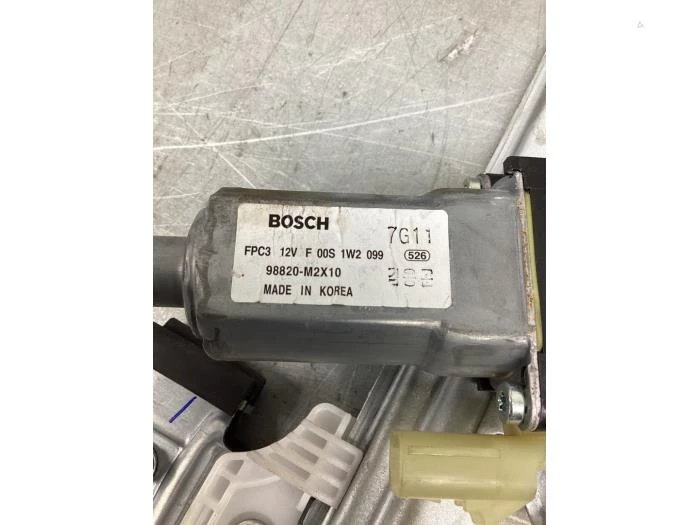 BOSCH
7G11
FPC3 12V F 00S 1W2 099
526
98820-M2X10
MADE IN KOREA